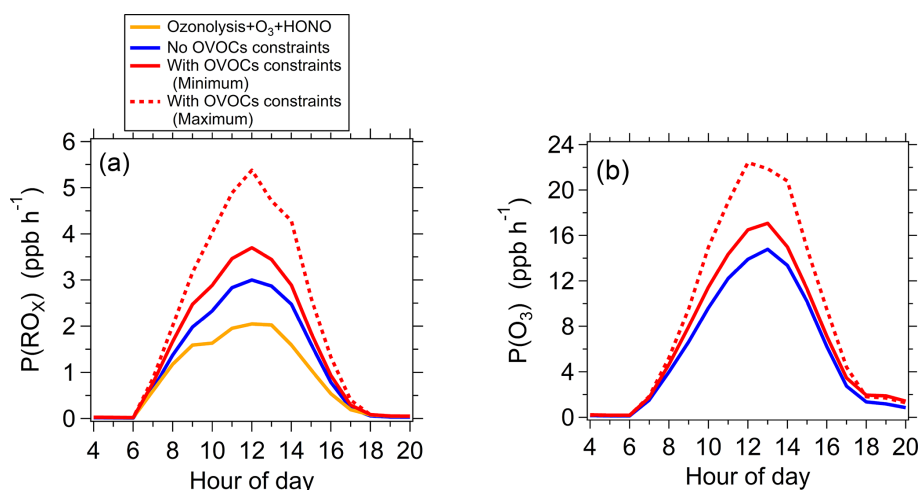 Ozonolysis+O3+HONO
No OVOCs constraints
With OVOCs constraints
(Minimum)
With OVOCs constraints
(Maximum)
(a)
P(ROX) (ppb h-1)
6
5
4
3
2
1
0
4 6 8 10 12 14 16 18 20
Hour of day
(b)
P(O3) (ppb h-1)
24
20
16
12
8
4
0
4 6 8 10 12 14 16 18 20
Hour of day